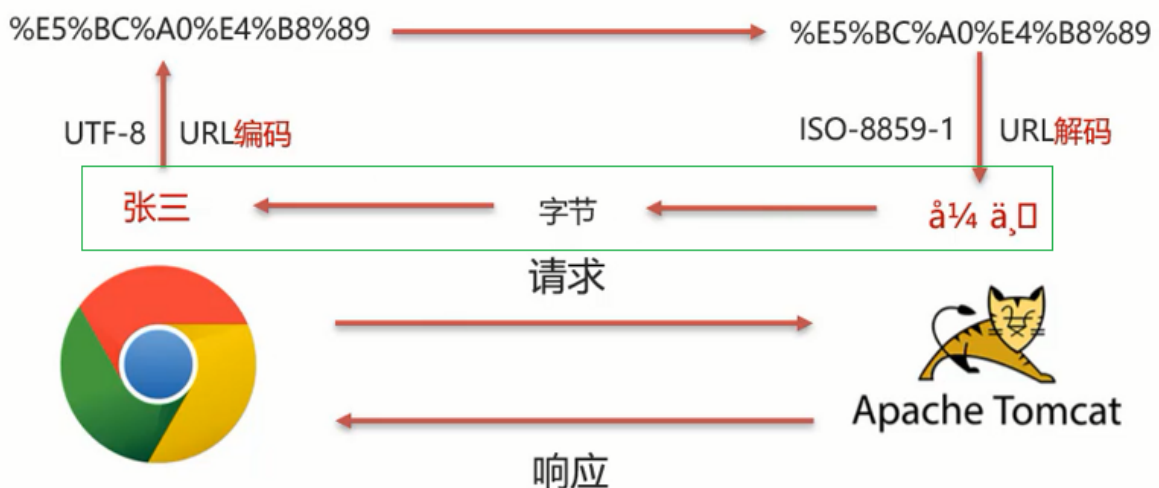 %E5%BC%A0%E4%B8%89
%E5%BC%A0%E4%B8%89
UTF-8 URL编码
ISO-8859-1 URL解码
张三
字节
å¼ ä¸□
请求
Apache Tomcat
响应